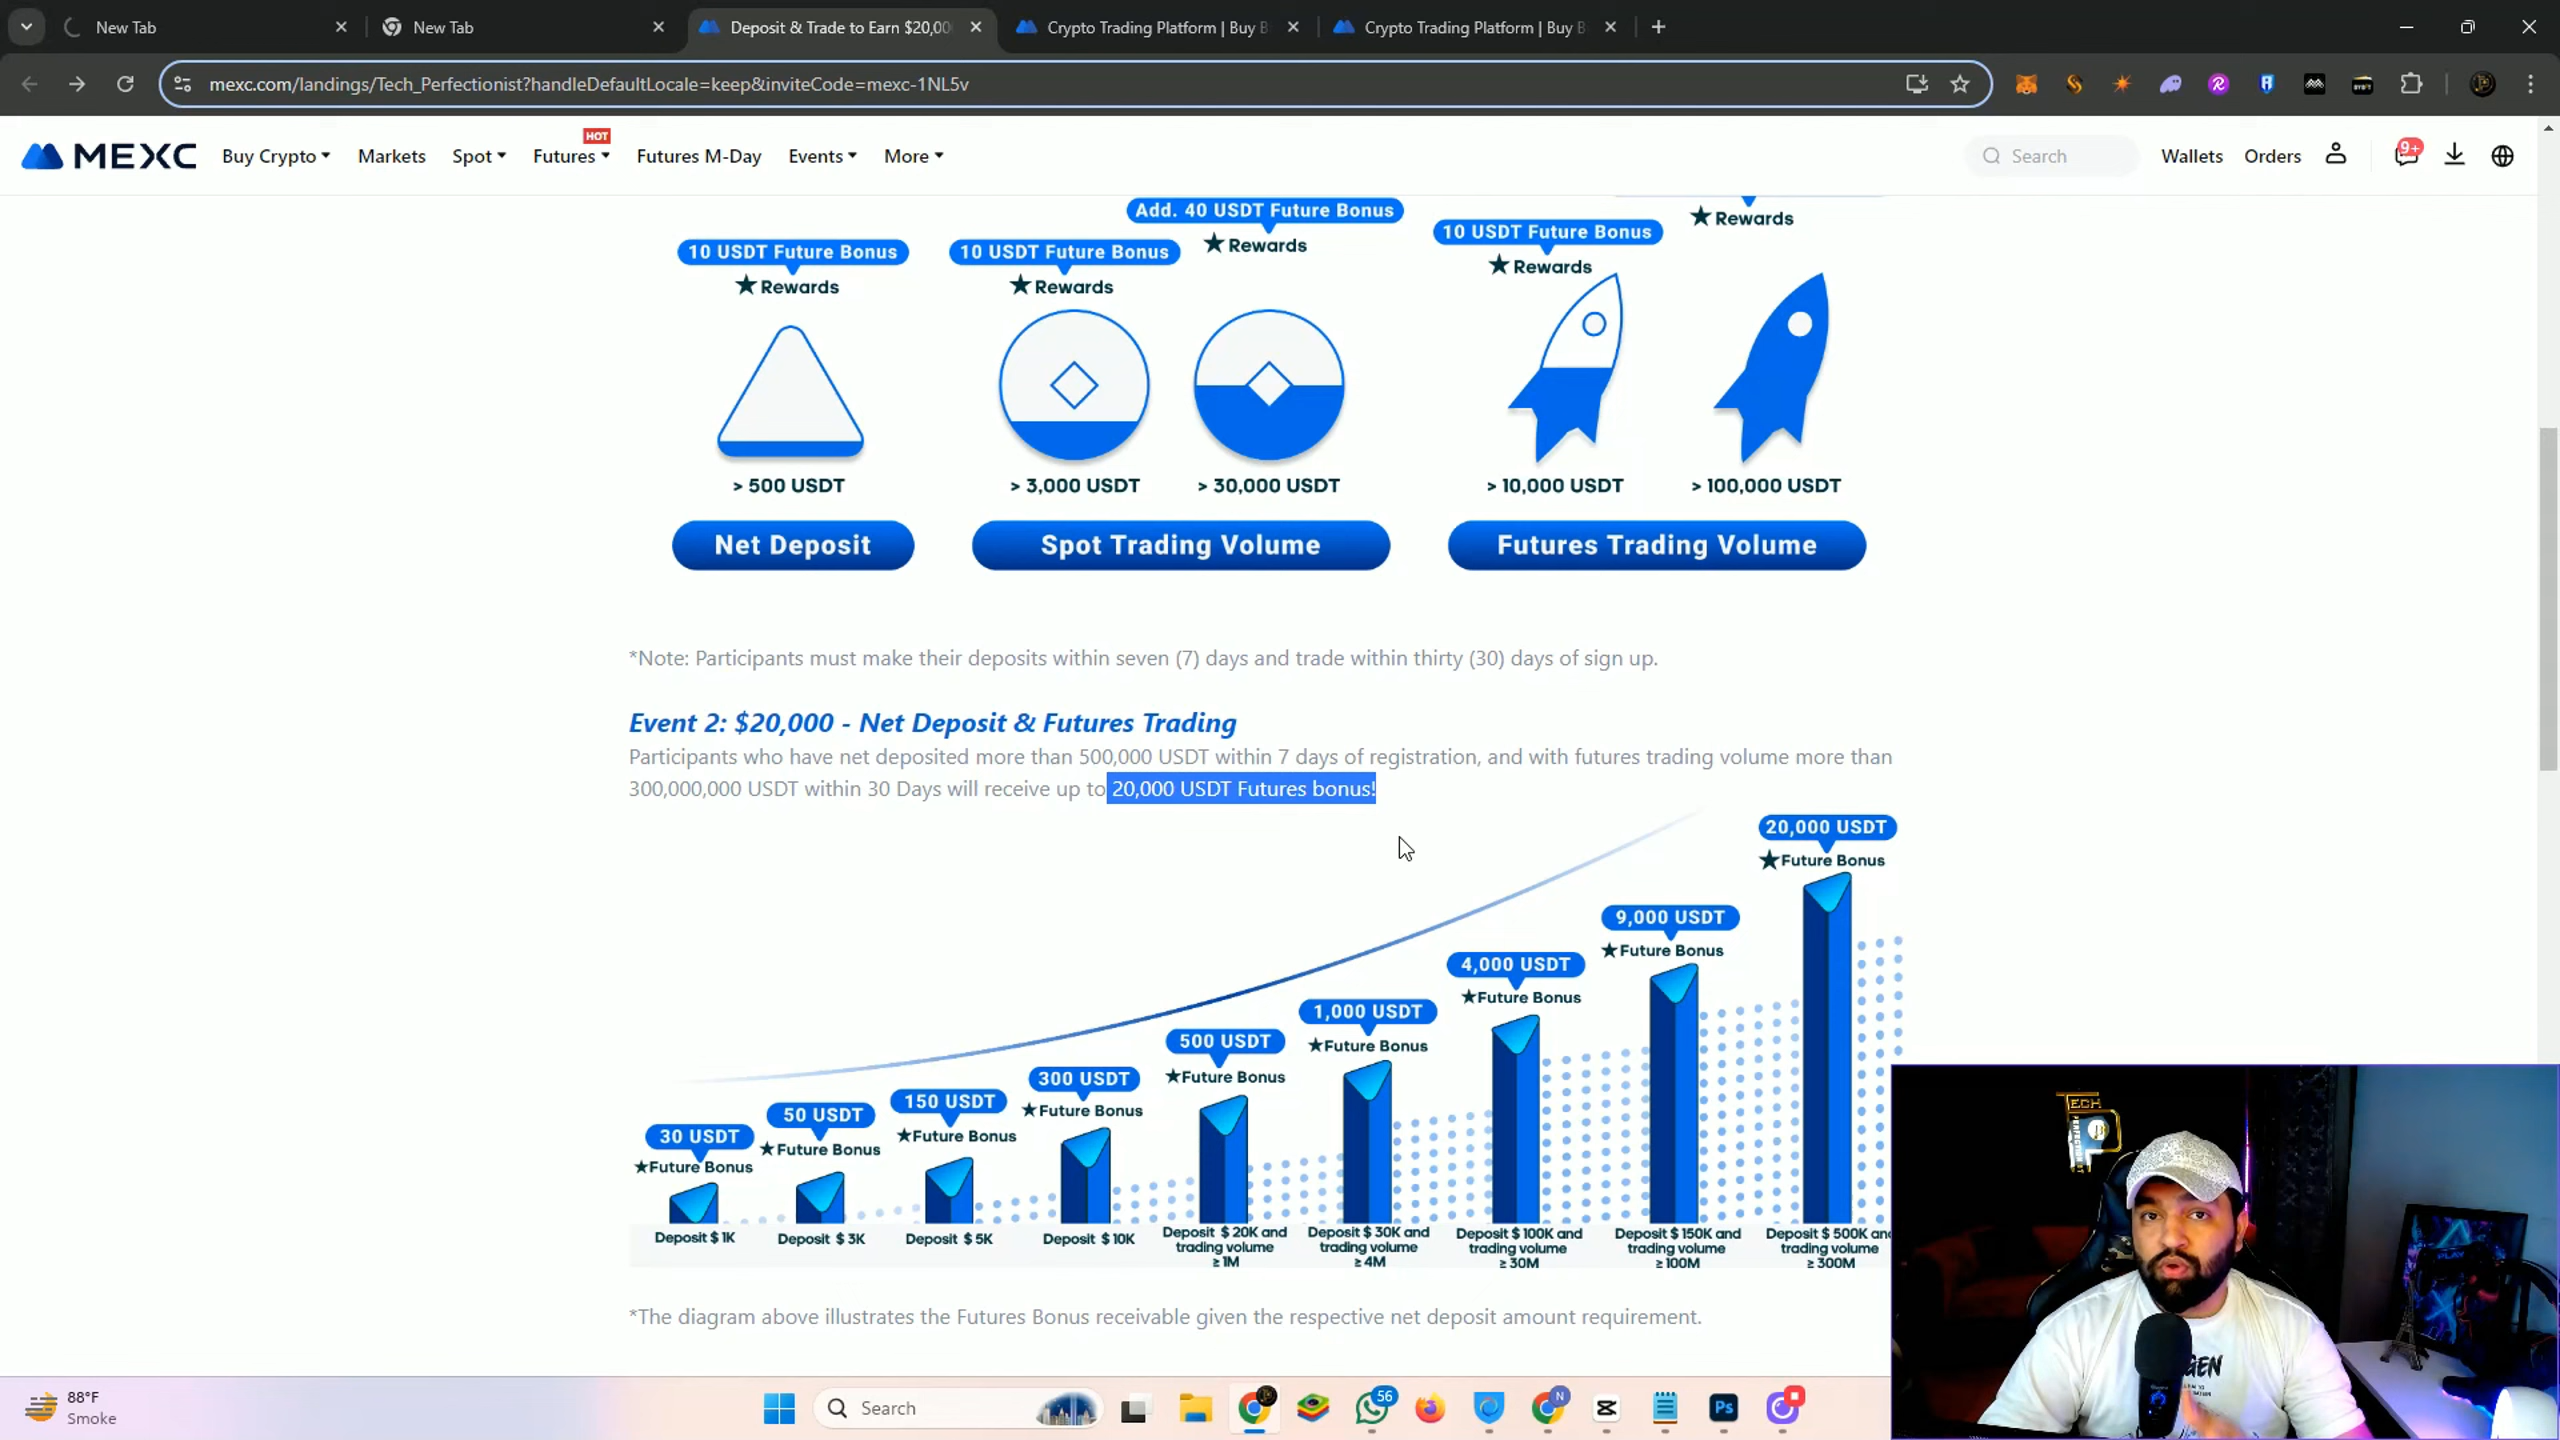 New Tab
New Tab
Deposit & Trade to Earn $20,00
Crypto Trading Platform | Buy B
Crypto Trading Platform | Buy B
mexc.com/landings/Tech_Perfectionist?handleDefaultLocale=keep&inviteCode=mexc-1NL5v
MEXC
Buy Crypto
Markets
Spot
Futures
HOT
Futures M-Day
Events
More
Search
Wallets
Orders
9+
10 USDT Future Bonus
★Rewards
10 USDT Future Bonus
★Rewards
Add. 40 USDT Future Bonus
★Rewards
10 USDT Future Bonus
★Rewards
★Rewards
> 500 USDT
> 3,000 USDT
> 30,000 USDT
> 10,000 USDT
> 100,000 USDT
Net Deposit
Spot Trading Volume
Futures Trading Volume
*Note: Participants must make their deposits within seven (7) days and trade within thirty (30) days of sign up.
Event 2: $20,000 - Net Deposit & Futures Trading
Participants who have net deposited more than 500,000 USDT within 7 days of registration, and with futures trading volume more than
300,000,000 USDT within 30 Days will receive up to 20,000 USDT Futures bonus!
30 USDT
★Future Bonus
Deposit $ 1K
50 USDT
★Future Bonus
Deposit $ 3K
150 USDT
★Future Bonus
Deposit $ 5K
300 USDT
★Future Bonus
Deposit $ 10K
500 USDT
★Future Bonus
Deposit $ 20K and
trading volume
≥ 1M
1,000 USDT
★Future Bonus
Deposit $ 30K and
trading volume
≥ 4M
4,000 USDT
★Future Bonus
Deposit $ 100K and
trading volume
≥ 30M
9,000 USDT
★Future Bonus
Deposit $ 150K and
trading volume
≥ 100M
20,000 USDT
★Future Bonus
Deposit $ 500K and
trading volume
≥ 300M
*The diagram above illustrates the Futures Bonus receivable given the respective net deposit amount requirement.
TECH
88°F
Smoke
Search
56
N
Ps